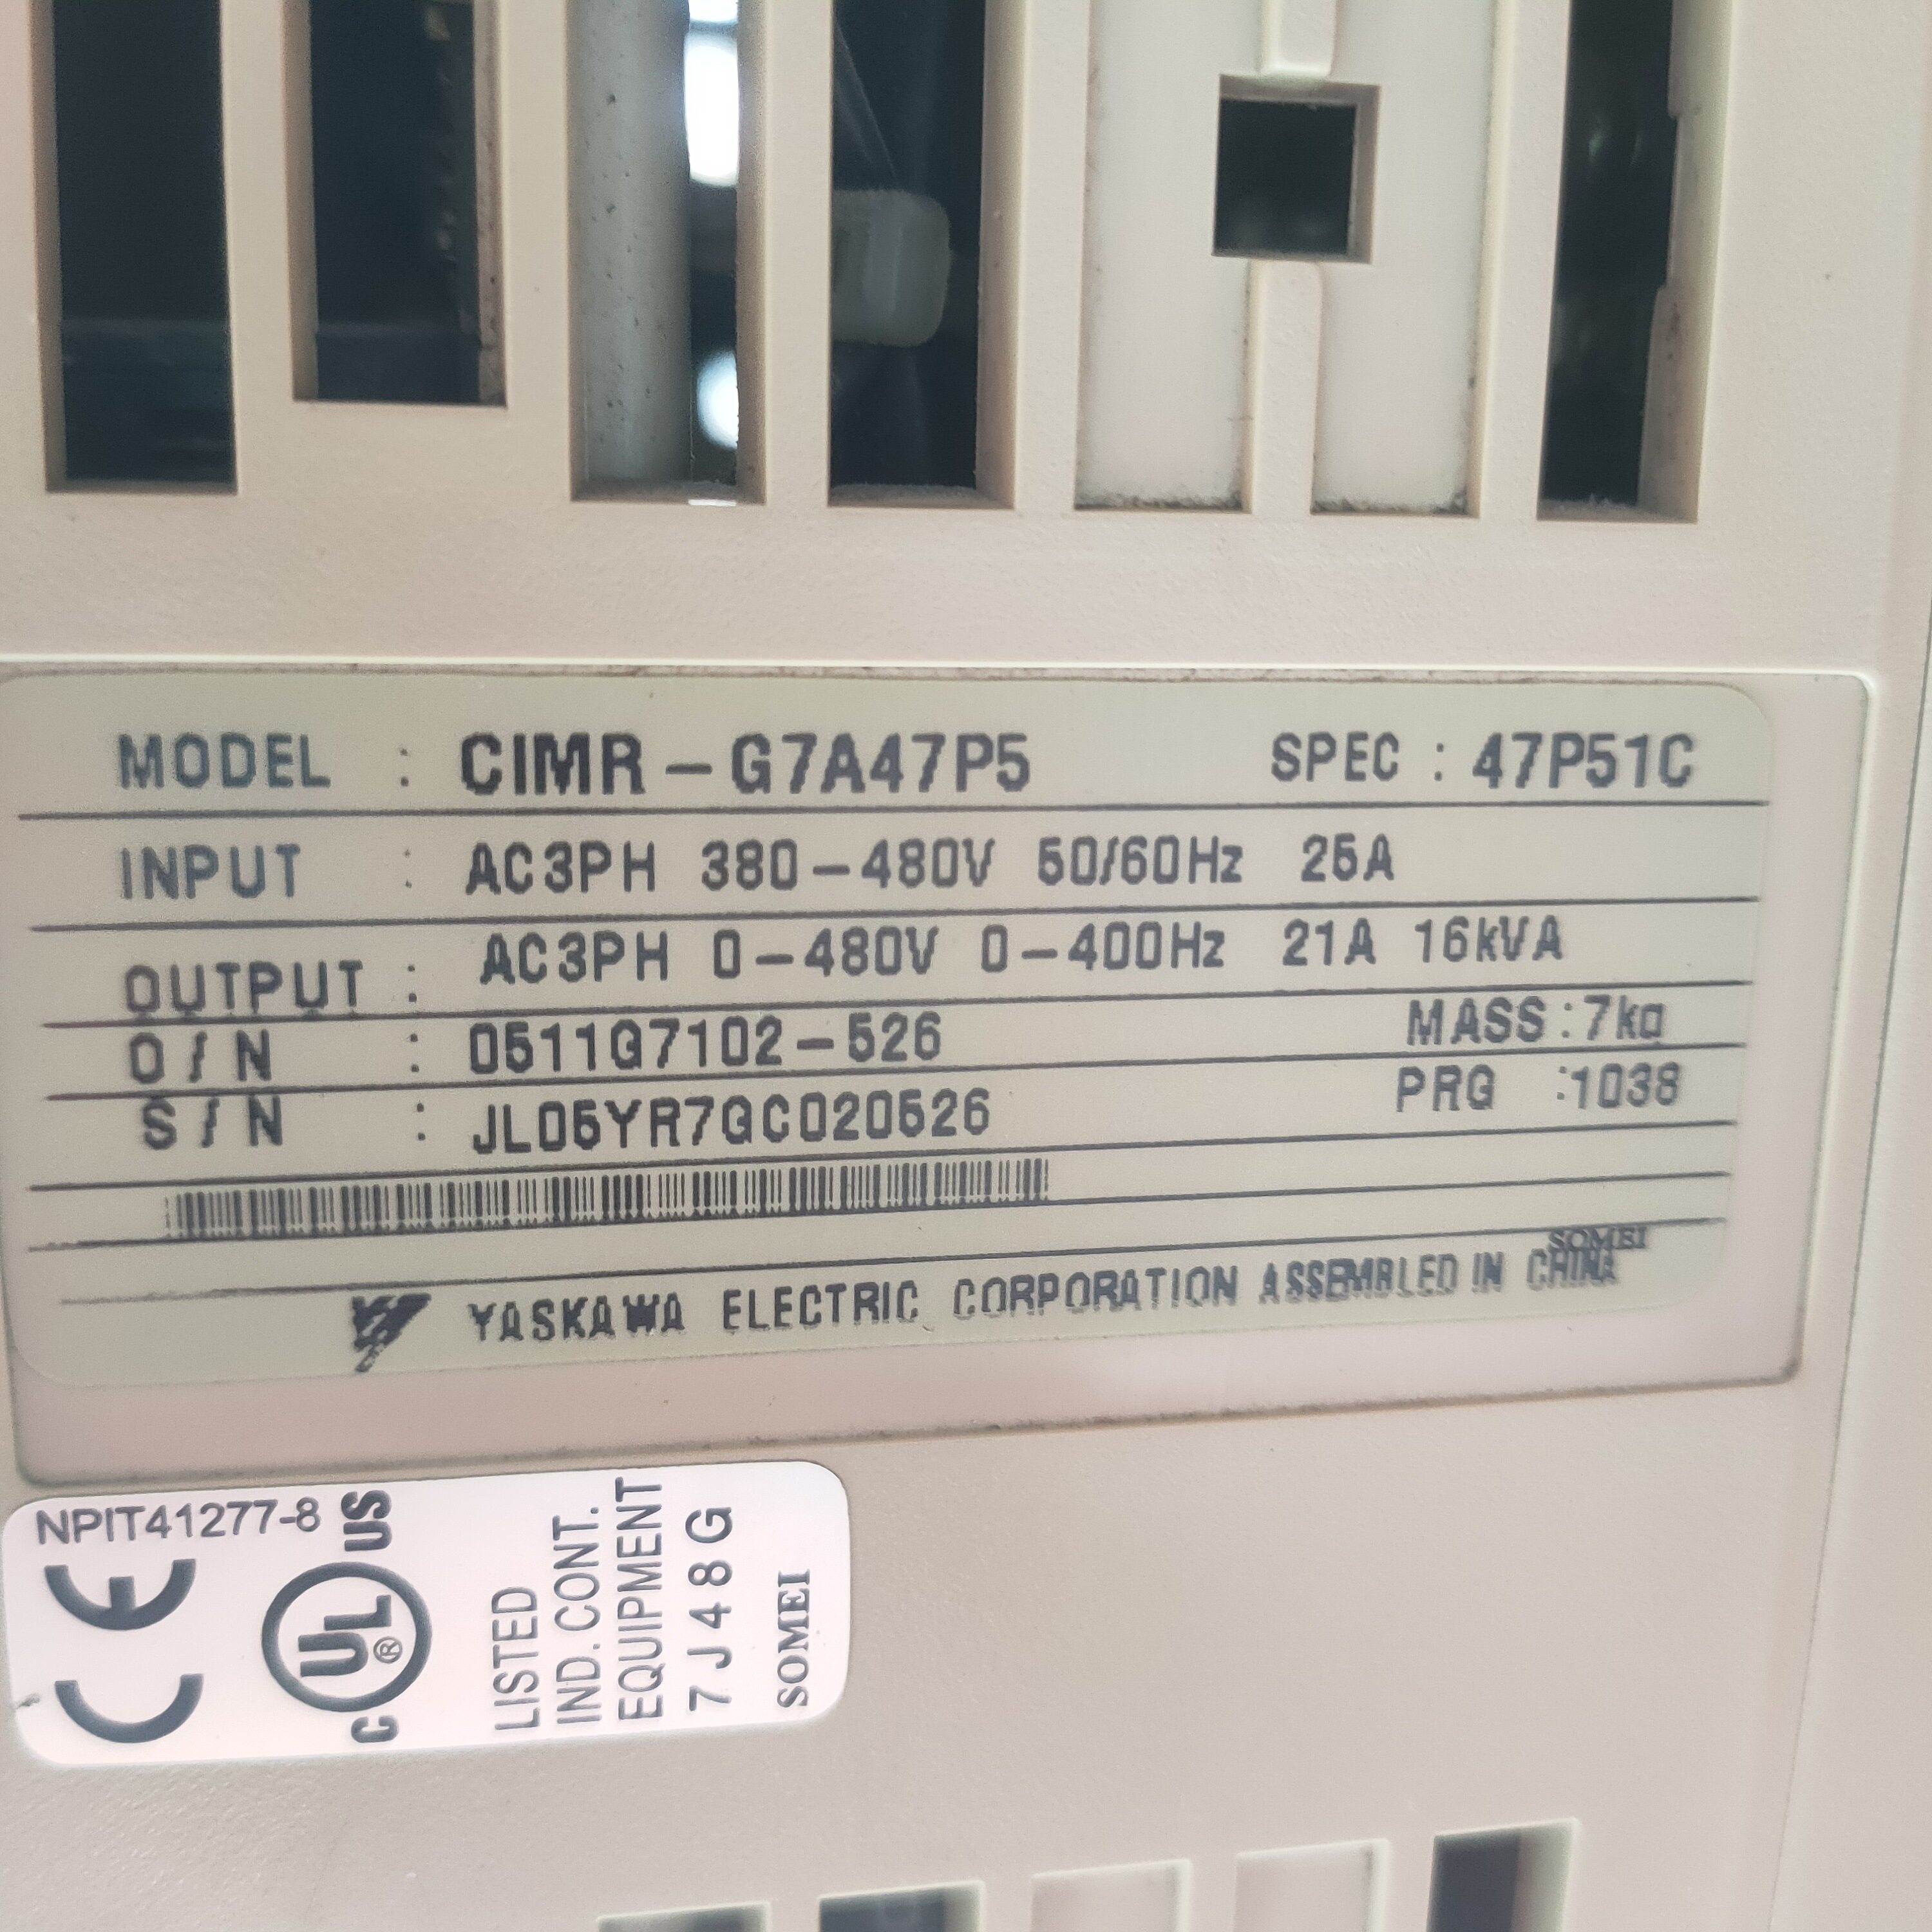 MODEL : CIMR-G7A47P5 SPEC : 47P51C
INPUT : AC3PH 380-480V 50/60Hz 25A
OUTPUT : AC3PH 0-480V 0-400Hz 21A 16kVA
O/N : 0511G7102-526 MASS : 7kg
S/N : JL05YR7GC020526 PRG : 1038
SOMEI
YASKAWA ELECTRIC CORPORATION ASSEMBLED IN CHINA
NPIT41277-8
CE
C UL ® US
LISTED
IND. CONT.
EQUIPMENT
7J48G
SOMEI